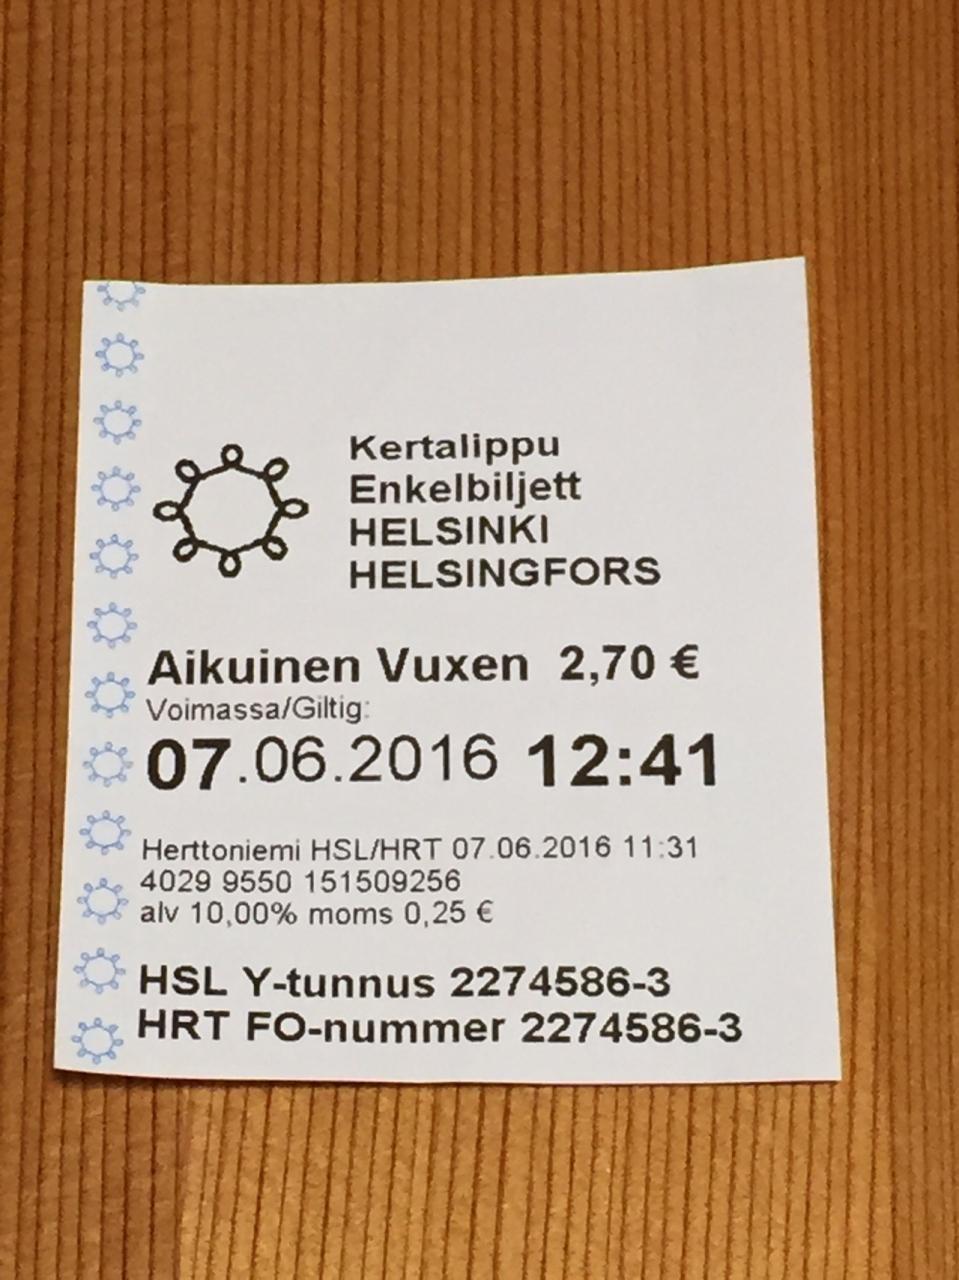 Kertalippu
Enkelbiljett
HELSINKI
HELSINGFORS
Aikuinen Vuxen 2,70 €
Voimassa/Giltig:
07.06.2016 12:41
Herttoniemi HSL/HRT 07.06.2016 11:31
4029 9550 151509256
alv 10,00% moms 0,25 €
HSL Y-tunnus 2274586-3
HRT FO-nummer 2274586-3